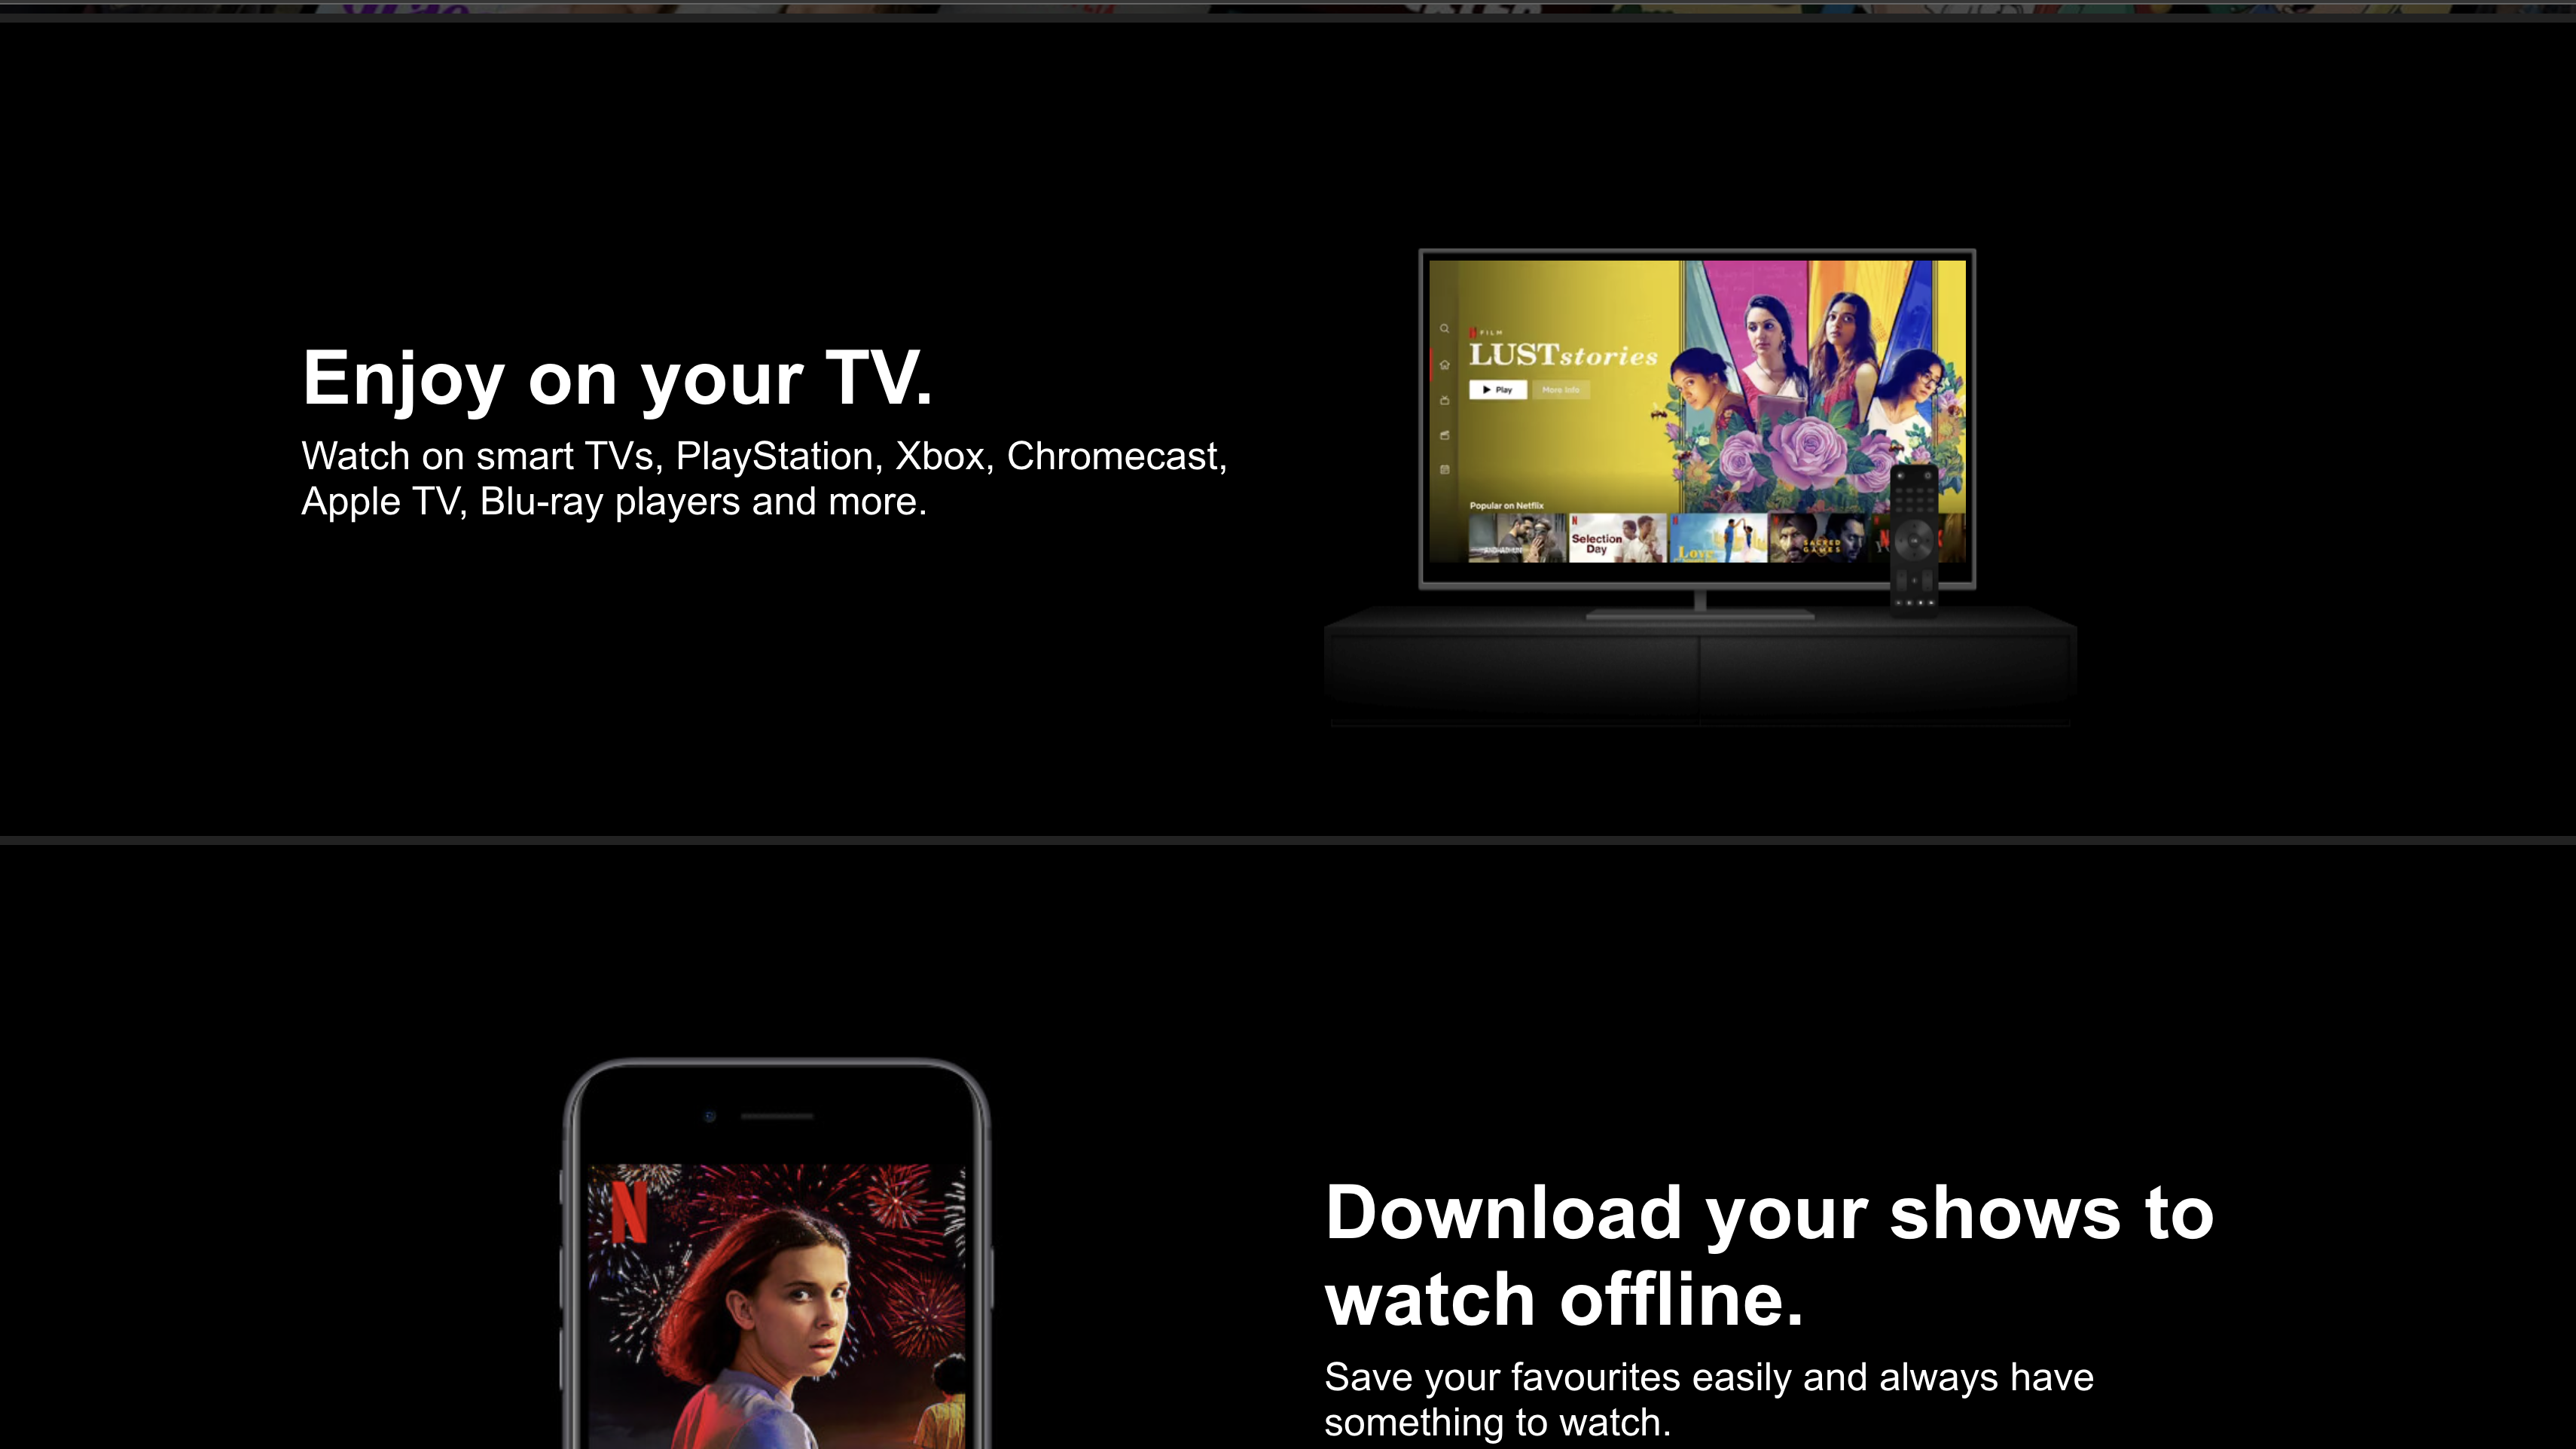 Enjoy on your TV.
Watch on smart TVs, PlayStation, Xbox, Chromecast,
Apple TV, Blu-ray players and more.
N FILM
LUST stories
Play
More Info
Popular on Netflix
Selection
Day
Love
SACRED
GAMES
N
Download your shows to
watch offline.
Save your favourites easily and always have
something to watch.